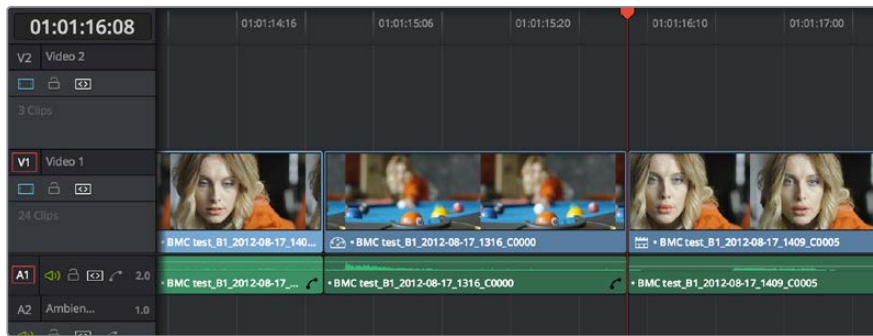 01:01:16:08
01:01:14:16 01:01:15:06 01:01:15:20 01:01:16:10 01:01:17:00
V2 Video 2
3 Clips
V1 Video 1
24 Clips
• BMC test_B1_2012-08-17_140... • BMC test_B1_2012-08-17_1316_C0000 • BMC test_B1_2012-08-17_1409_C0005
A1 2.0
• BMC test_B1_2012-08-17_... • BMC test_B1_2012-08-17_1316_C0000 • BMC test_B1_2012-08-17_1409_C0005
A2 Ambien... 1.0